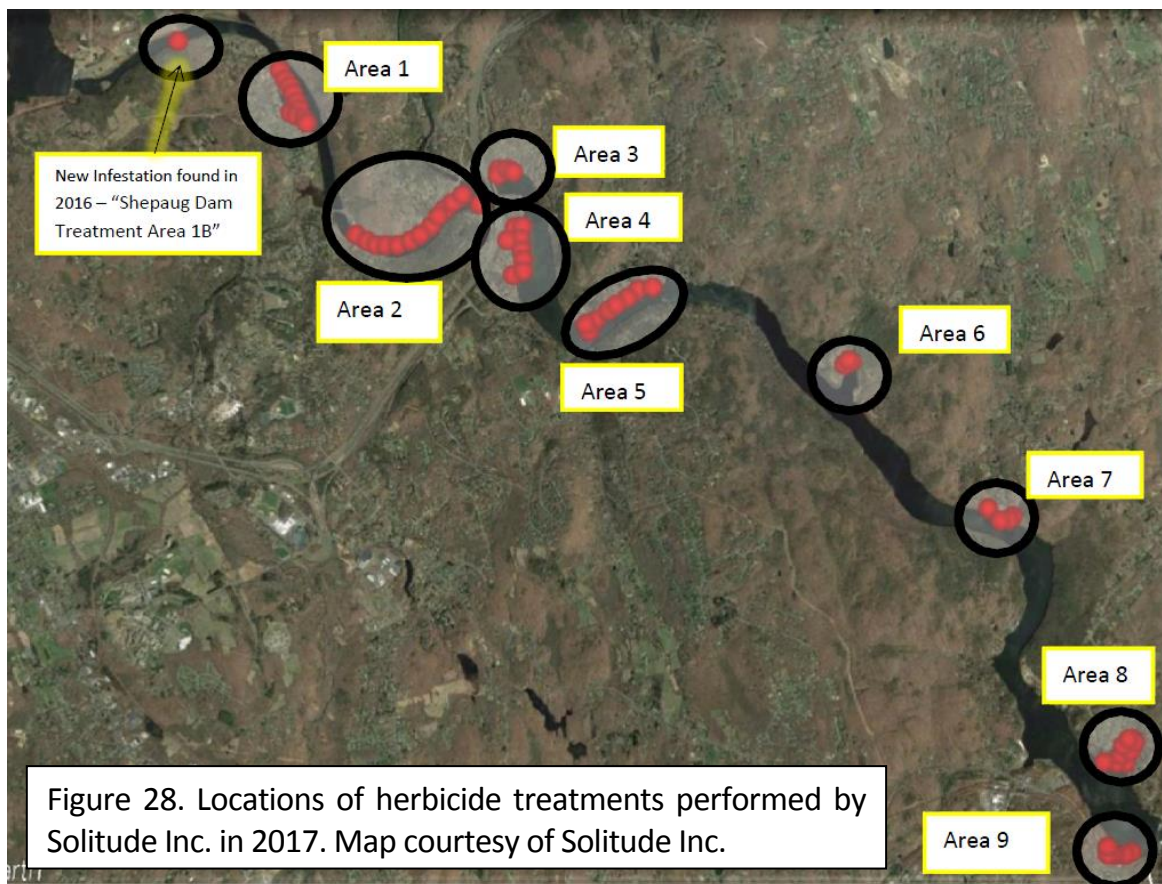 Area 1
New Infestation found in
2016 – “Shepaug Dam
Treatment Area 1B”
Area 3
Area 4
Area 2
Area 6
Area 5
Area 7
Area 8
Figure 28. Locations of herbicide treatments performed by
Solitude Inc. in 2017. Map courtesy of Solitude Inc.
Area 9
arth